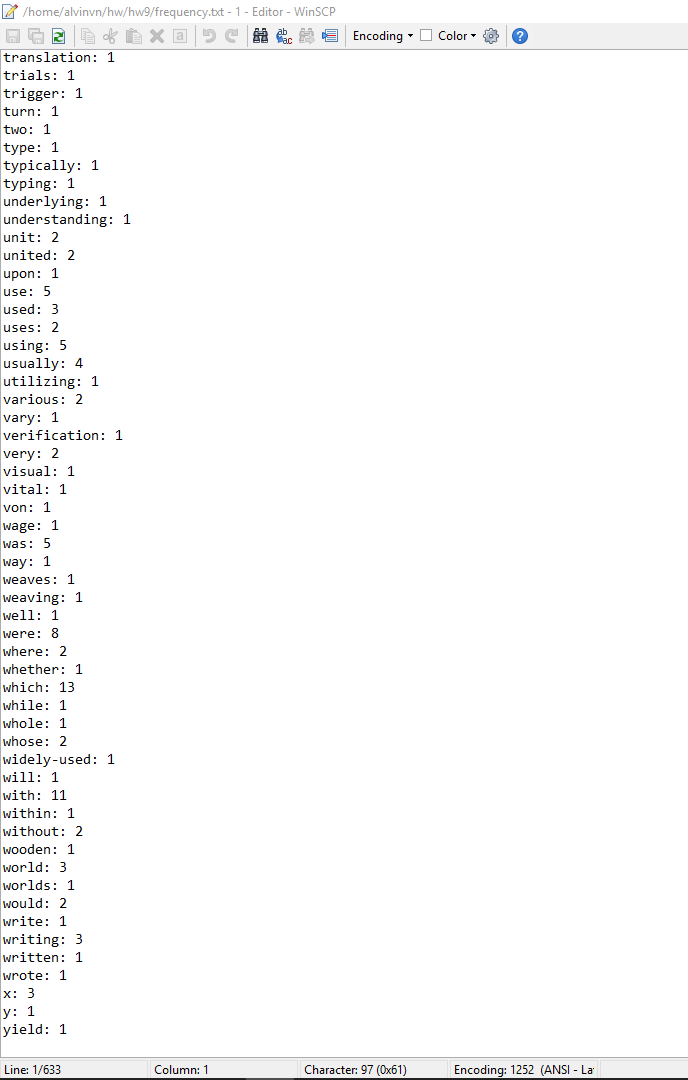 /home/alvinvn/hw/hw9/frequency.txt - 1 - Editor - WinSCP
Encoding Color
translation: 1
trials: 1
trigger: 1
turn: 1
two: 1
type: 1
typically: 1
typing: 1
underlying: 1
understanding: 1
unit: 2
united: 2
upon: 1
use: 5
used: 3
uses: 2
using: 5
usually: 4
utilizing: 1
various: 2
vary: 1
verification: 1
very: 2
visual: 1
vital: 1
von: 1
wage: 1
was: 5
way: 1
weaves: 1
weaving: 1
well: 1
were: 8
where: 2
whether: 1
which: 13
while: 1
whole: 1
whose: 2
widely-used: 1
will: 1
with: 11
within: 1
without: 2
wooden: 1
world: 3
worlds: 1
would: 2
write: 1
writing: 3
written: 1
wrote: 1
x: 3
y: 1
yield: 1
Line: 1/633 Column: 1 Character: 97 (0x61) Encoding: 1252 (ANSI - La